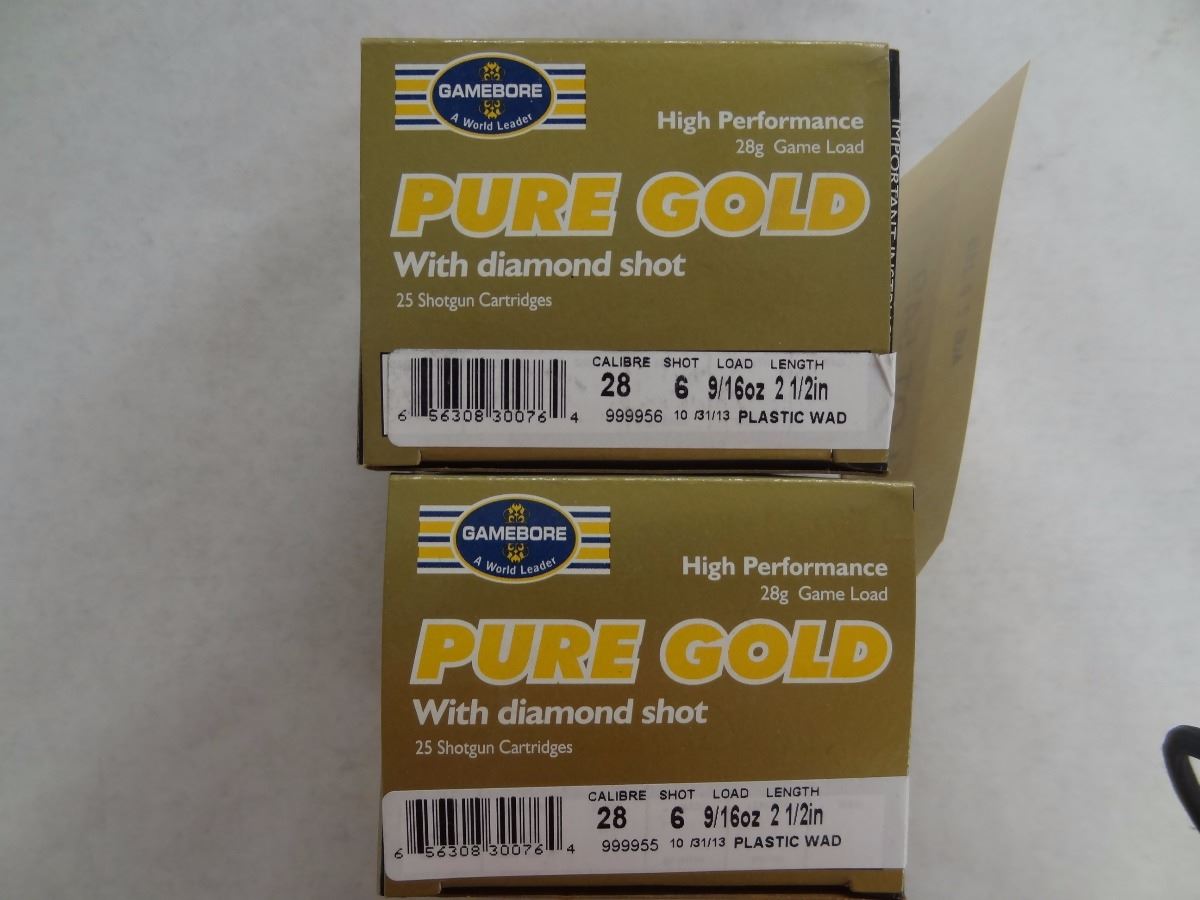 GAMEBORE
A World Leader
High Performance
28g Game Load
PURE GOLD
With diamond shot
25 Shotgun Cartridges
CALIBRE SHOT LOAD LENGTH
28 6 9/16oz 2 1/2in
6 56308 30076 4 999956 10 /31/13 PLASTIC WAD
IMPORTANT
GAMEBORE
A World Leader
High Performance
28g Game Load
PURE GOLD
With diamond shot
25 Shotgun Cartridges
CALIBRE SHOT LOAD LENGTH
28 6 9/16oz 2 1/2in
6 56308 30076 4 999955 10 /31/13 PLASTIC WAD